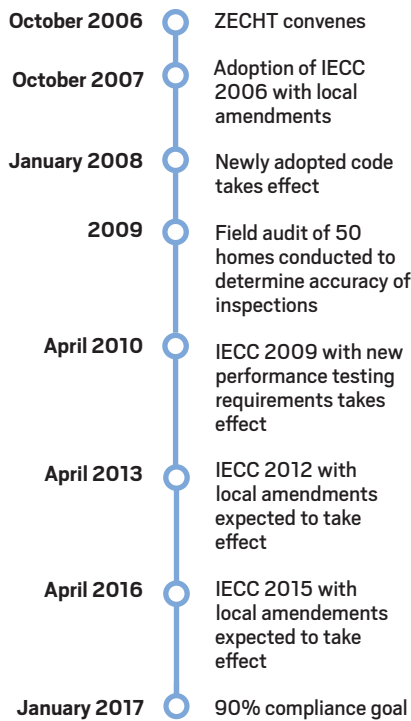 October 2006
ZECHT convenes
October 2007
Adoption of IECC
2006 with local
amendments
January 2008
Newly adopted code
takes effect
2009
Field audit of 50
homes conducted to
determine accuracy of
inspections
April 2010
IECC 2009 with new
performance testing
requirements takes
effect
April 2013
IECC 2012 with
local amendments
expected to take
effect
April 2016
IECC 2015 with
local amendements
expected to take
effect
January 2017
90% compliance goal